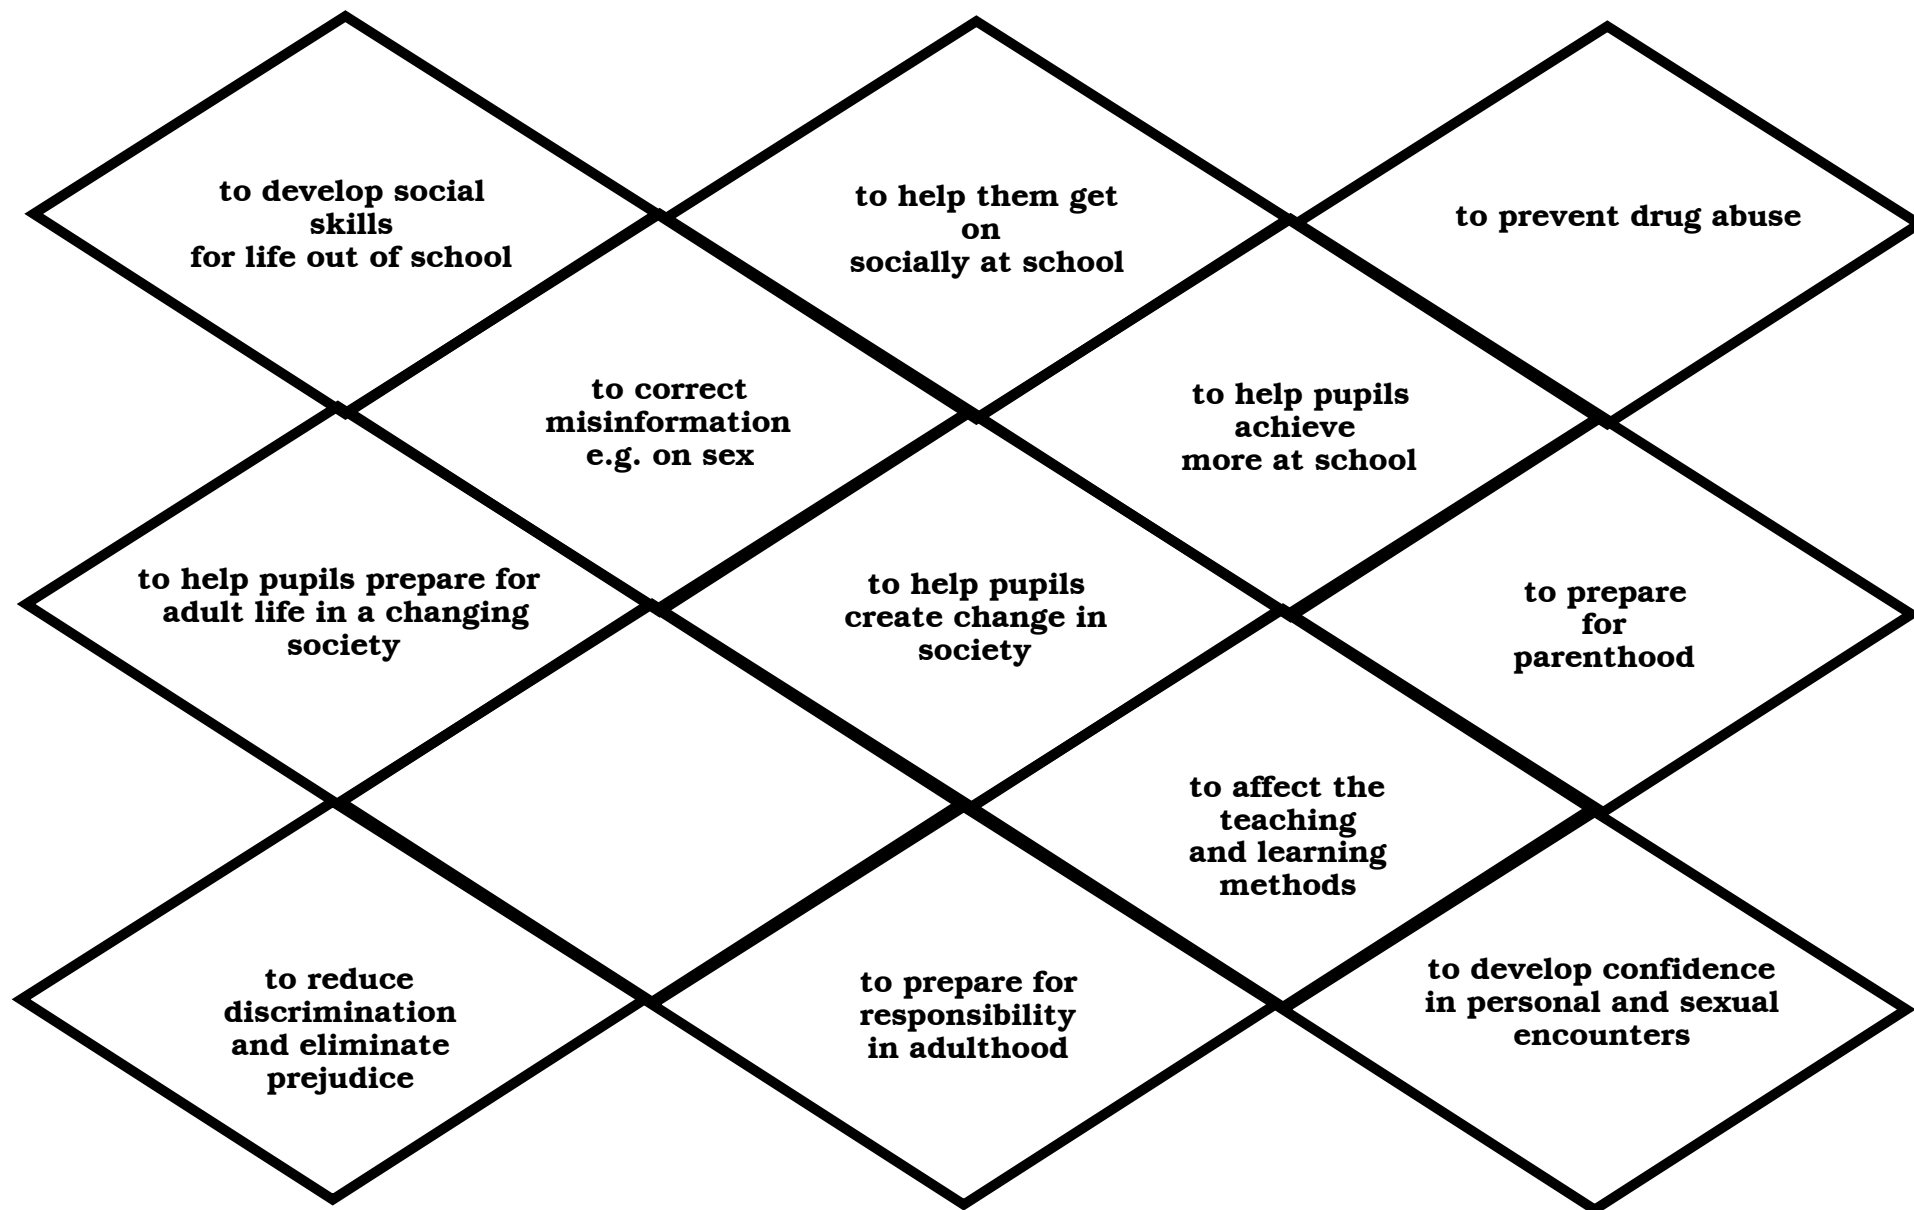 to develop social
skills
for life out of school
to help them get
on
socially at school
to prevent drug abuse
to correct
misinformation
e.g. on sex
to help pupils
achieve
more at school
to help pupils prepare for
adult life in a changing
society
to help pupils
create change in
society
to prepare
for
parenthood
to affect the
teaching
and learning
methods
to reduce
discrimination
and eliminate
prejudice
to prepare for
responsibility
in adulthood
to develop confidence
in personal and sexual
encounters